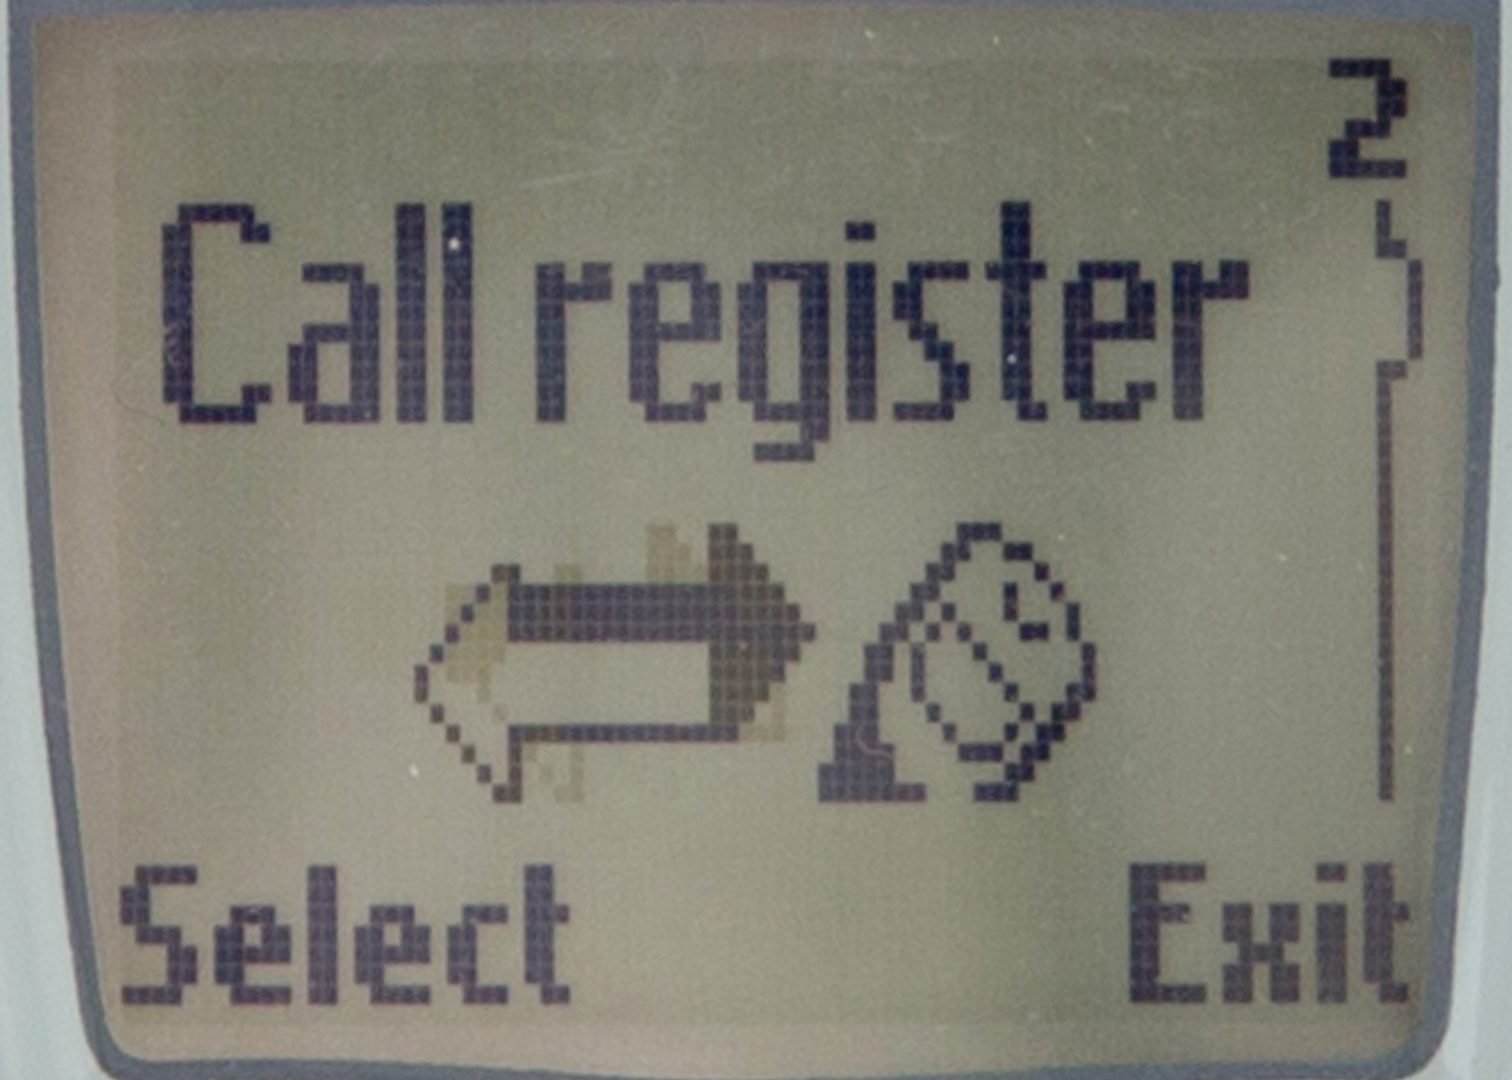 2
Call register
Select Exit